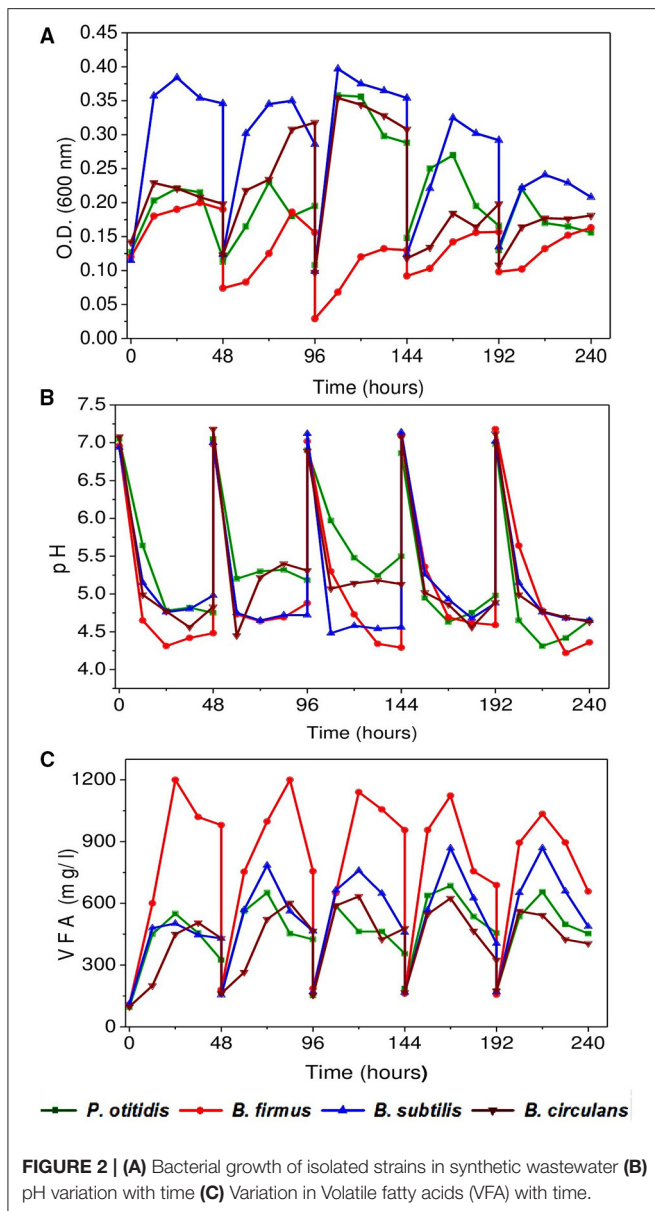 A
0.45
0.40
0.35
0.30
0.25
0.20
0.15
0.10
0.05
0.00
O.D. (600 nm)
0 48 96 144 192 240
Time (hours)
B
7.5
7.0
6.5
6.0
5.5
5.0
4.5
4.0
pH
0 48 96 144 192 240
Time (hours)
C
1200
900
600
300
0
VFA (mg/l)
0 48 96 144 192 240
Time (hours)
P. otitidis B. firmus B. subtilis B. circulans
FIGURE 2 | (A) Bacterial growth of isolated strains in synthetic wastewater (B)
pH variation with time (C) Variation in Volatile fatty acids (VFA) with time.